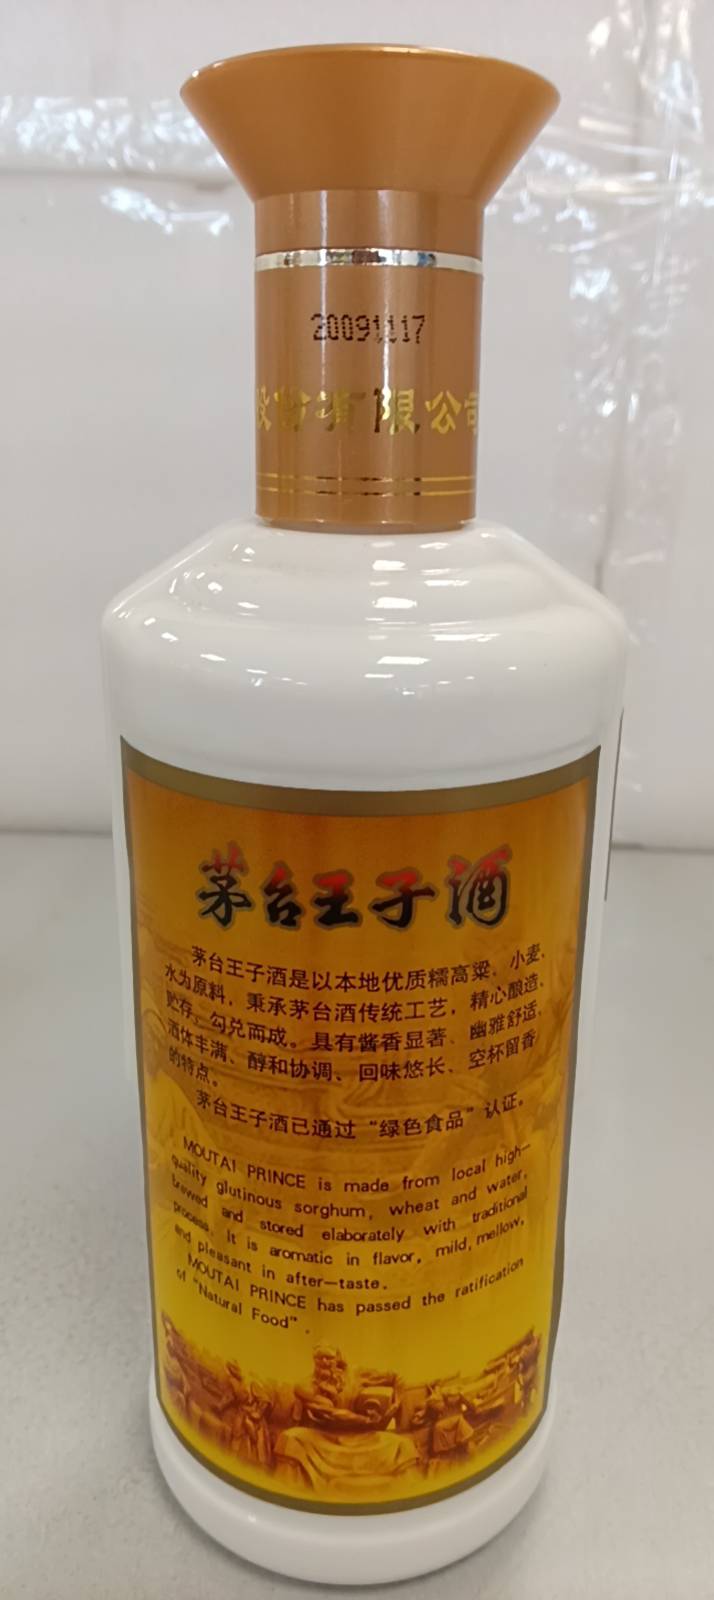 20091117
股份有限公司
茅台王子酒
茅台王子酒是以本地优质糯高粱、小麦、
水为原料，秉承茅台酒传统工艺，精心酿造、
贮存、勾兑而成。具有酱香显著、幽雅舒适、
酒体丰满、醇和协调、回味悠长、空杯留香
的特点。
茅台王子酒已通过“绿色食品”认证。
MOUTAI PRINCE is made from local high-
quality glutinous sorghum, wheat and water,
brewed and stored elaborately with traditional
process. It is aromatic in flavor, mild, mellow,
and pleasant in after-taste.
MOUTAI PRINCE has passed the ratification
of "Natural Food".